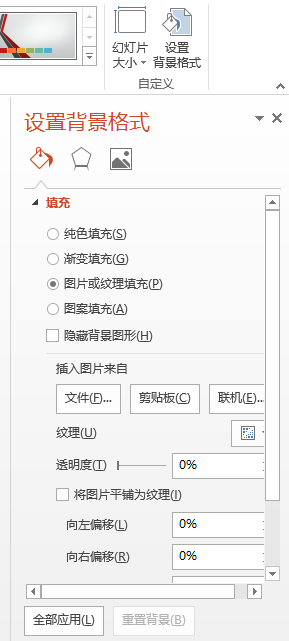 幻灯片 设置
大小 背景格式
自定义
设置背景格式
填充
纯色填充(S)
渐变填充(G)
图片或纹理填充(P)
图案填充(A)
隐藏背景图形(H)
插入图片来自
文件(F)... 剪贴板(C) 联机(E)...
纹理(U)
透明度(T) 0%
将图片平铺为纹理(I)
向左偏移(L) 0%
向右偏移(R) 0%
全部应用(L) 重置背景(B)